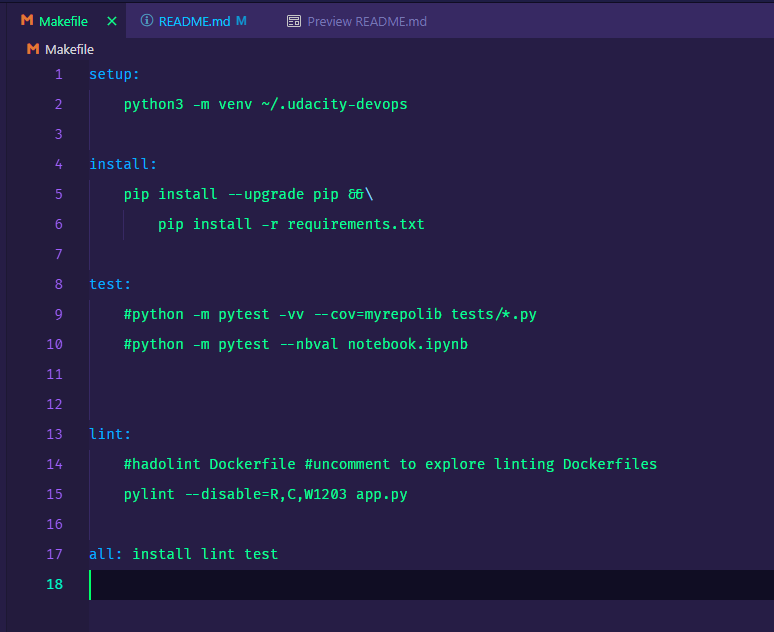 M Makefile × ⓘ README.md M Preview README.md
M Makefile
1 setup:
2 python3 -m venv ~/.udacity-devops
3
4 install:
5 pip install --upgrade pip &&\
6 pip install -r requirements.txt
7
8 test:
9 #python -m pytest -vv --cov=myrepolib tests/*.py
10 #python -m pytest --nbval notebook.ipynb
11
12
13 lint:
14 #hadolint Dockerfile #uncomment to explore linting Dockerfiles
15 pylint --disable=R,C,W1203 app.py
16
17 all: install lint test
18